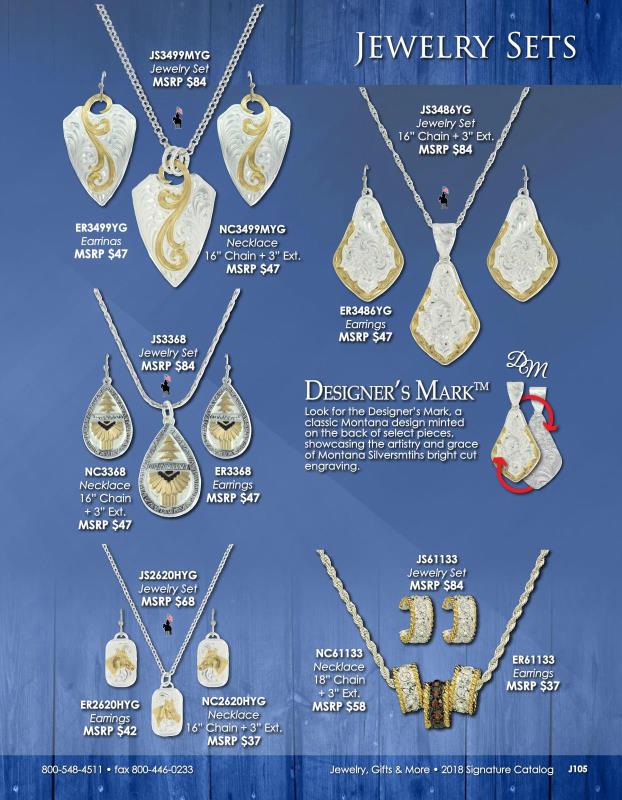 JEWELRY SETS
JS3499MYG
Jewelry Set
MSRP $84
ER3499YG
Earrinas
MSRP $47
NC3499MYG
Necklace
16" Chain + 3" Ext.
MSRP $47
JS3486YG
Jewelry Set
16" Chain + 3" Ext.
MSRP $84
ER3486YG
Earrings
MSRP $47
JS3368
Jewelry Set
MSRP $84
NC3368
Necklace
16" Chain
+ 3" Ext.
MSRP $47
ER3368
Earrings
MSRP $47
DM
DESIGNER'S MARK™
Look for the Designer's Mark, a
classic Montana design minted
on the back of select pieces,
showcasing the artistry and grace
of Montana Silversmtihs bright cut
engraving.
JS2620HYG
Jewelry Set
MSRP $68
ER2620HYG
Earrings
MSRP $42
NC2620HYG
Necklace
16" Chain + 3" Ext.
MSRP $37
JS61133
Jewelry Set
MSRP $84
NC61133
Necklace
18" Chain
+ 3" Ext.
MSRP $58
ER61133
Earrings
MSRP $37
800-548-4511 • fax 800-446-0233
Jewelry, Gifts & More • 2018 Signature Catalog J105